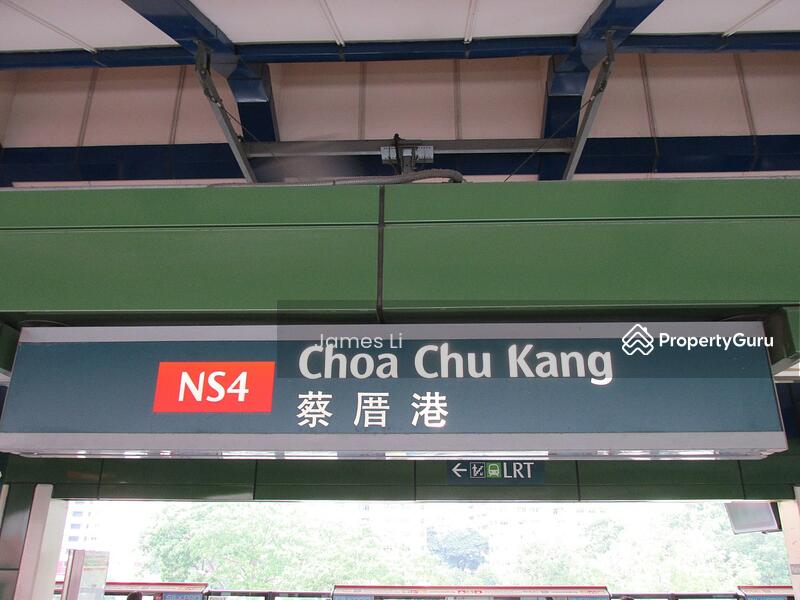 James Li
PropertyGuru
NS4
Choa Chu Kang
蔡厝港
← LRT